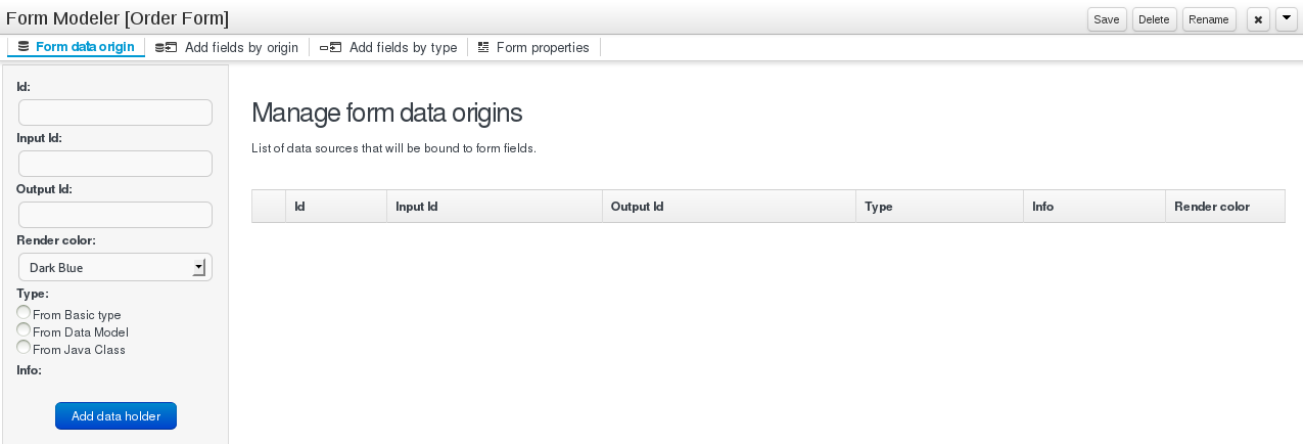 Form Modeler [Order Form]
Save Delete Rename
Form data origin Add fields by origin Add fields by type Form properties
Id:
Input Id:
Output Id:
Render color:
Dark Blue
Type:
From Basic type
From Data Model
From Java Class
Info:
Add data holder
Manage form data origins
List of data sources that will be bound to form fields.
Id Input Id Output Id Type Info Render color